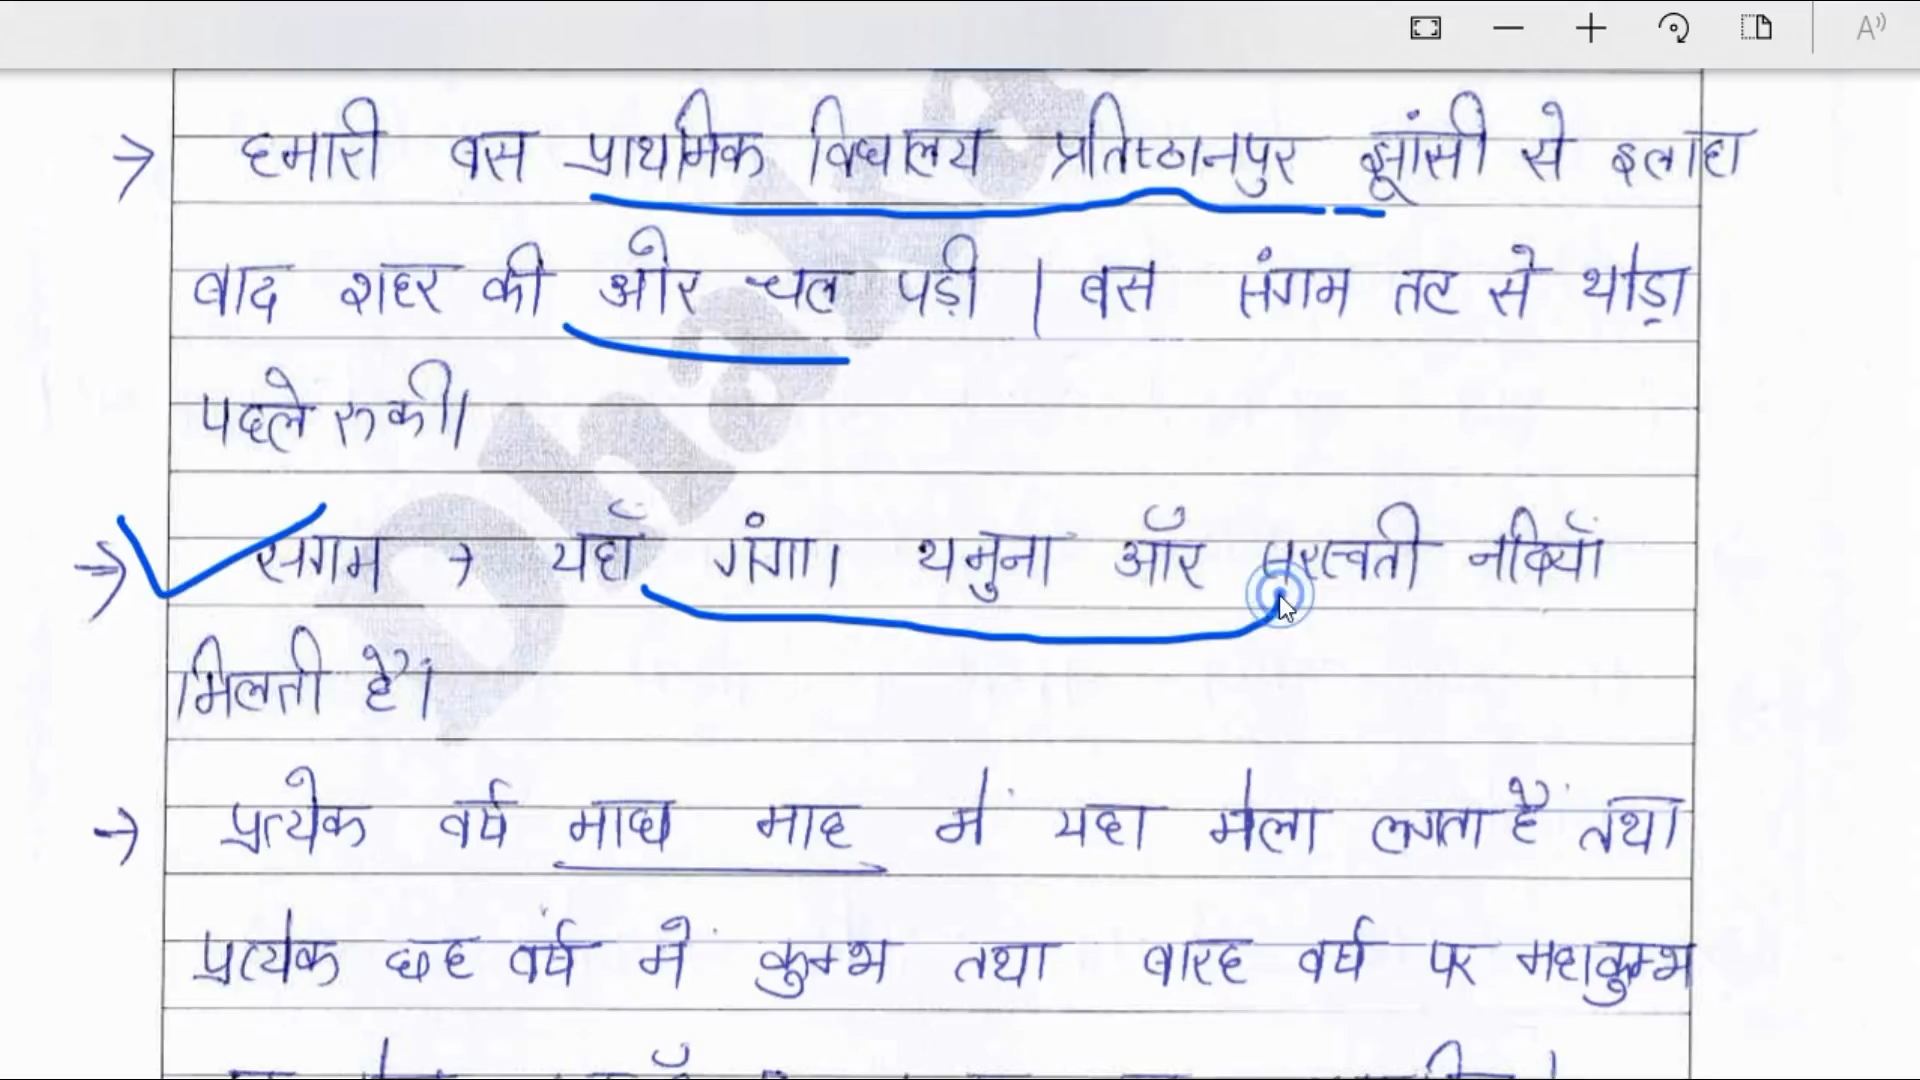 → हमारी बस प्राथमिक विद्यालय प्रतिष्ठानपुर झूांसी से इलाहा
बाद शहर की ओर चल पड़ी | बस संगम तट से थोड़ा
पहले रुकी।
→ सगम → यहाँ गंगा। यमुना और सरस्वती नदियाँ
मिलती हैं।
→ प्रत्येक वर्ष माघ माह में यहा मेला लगता है तथा
प्रत्येक छह वर्ष में कुम्भ तथा बारह वर्ष पर महाकुम्भ